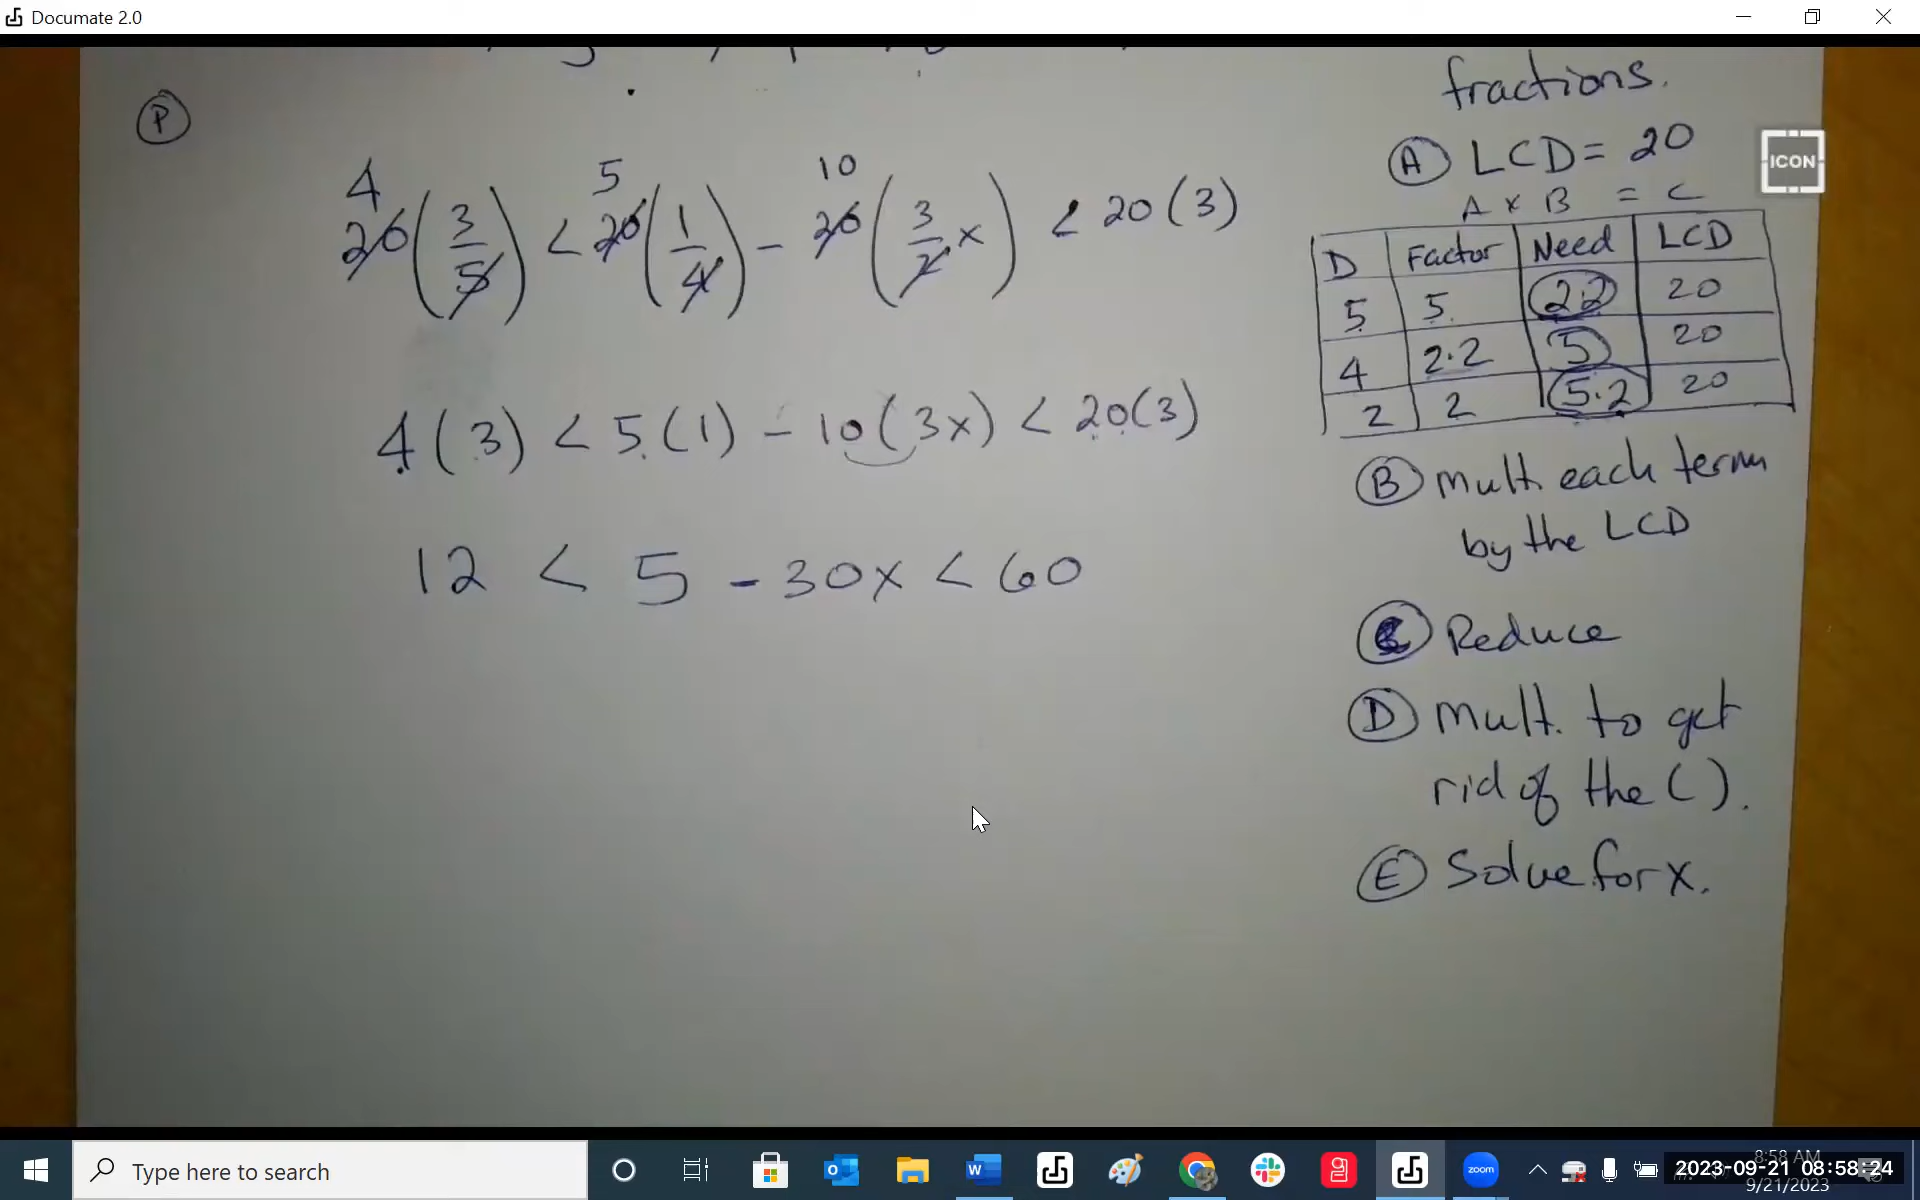 Documate 2.0
fractions.
P
ICON
4 5 10
20(3/5) < 20(1/4) - 20(3/2 x) < 20(3)
4(3) < 5(1) - 10(3x) < 20(3)
12 < 5 - 30x < 60
A LCD = 20
A x B = C
D Factor Need LCD
5 5 2·2 20
4 2·2 5 20
2 2 5·2 20
B Mult. each term
by the LCD
C Reduce
D Mult. to get
rid of the ( ).
E Solve for x.
Type here to search
zoom
8:58 AM
2023-09-21 08:58:24
9/21/2023